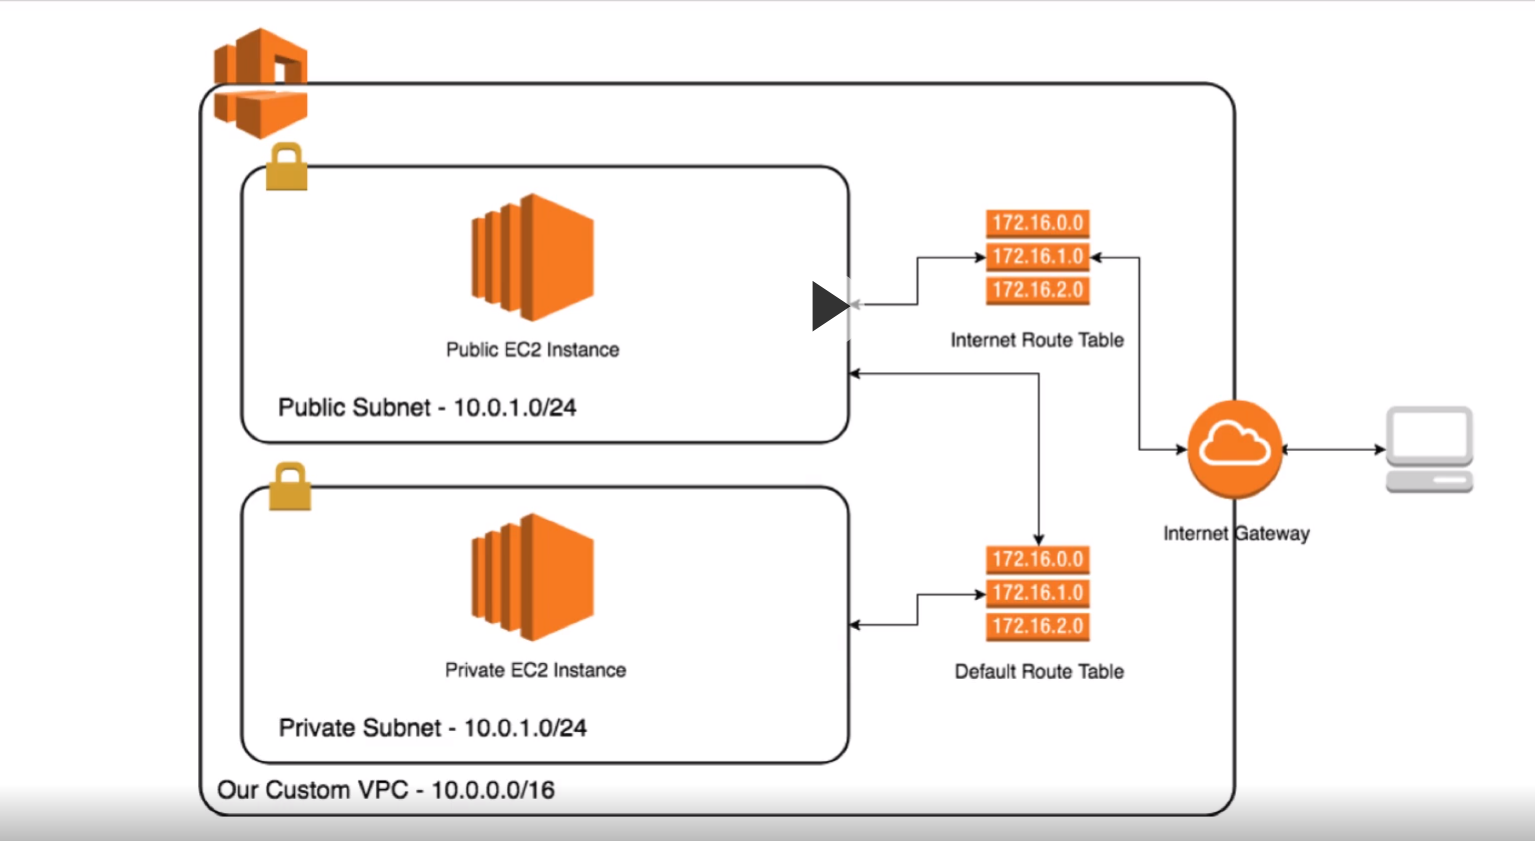 Public EC2 Instance
Public Subnet - 10.0.1.0/24
172.16.0.0
172.16.1.0
172.16.2.0
Internet Route Table
Internet Gateway
Private EC2 Instance
Private Subnet - 10.0.1.0/24
172.16.0.0
172.16.1.0
172.16.2.0
Default Route Table
Our Custom VPC - 10.0.0.0/16